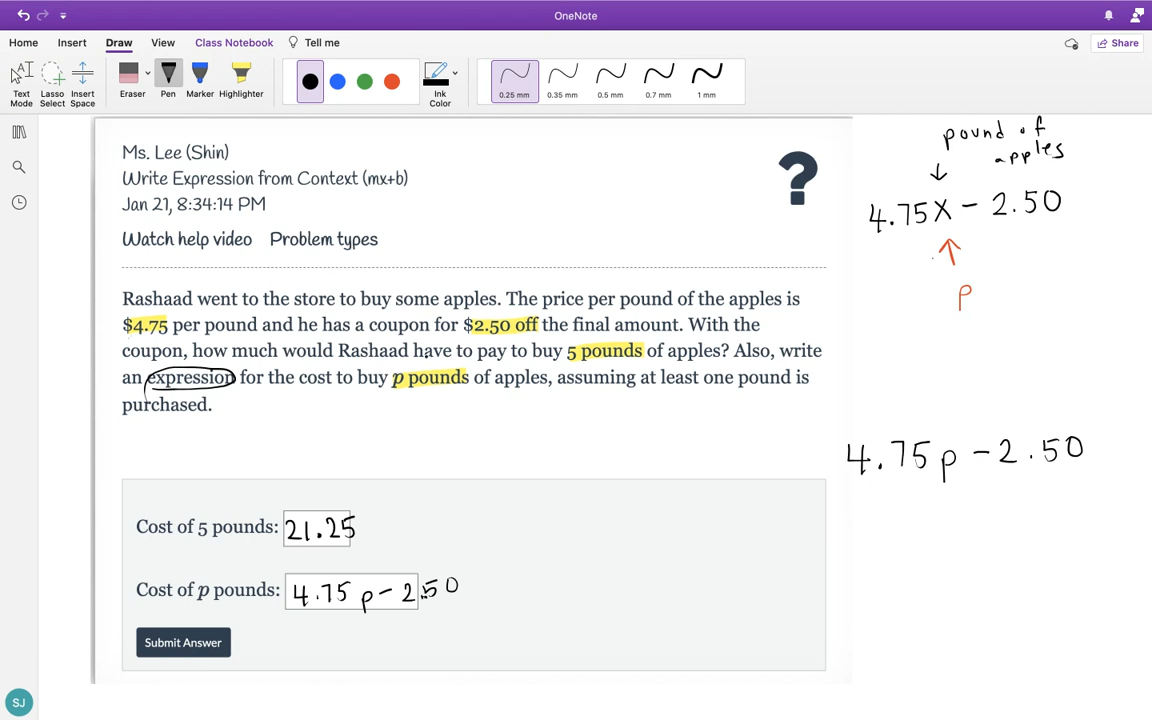 OneNote
Home Insert Draw View Class Notebook Tell me
Share
Text Mode
Lasso Select
Insert Space
Eraser
Pen
Marker
Highlighter
Ink Color
0.25 mm
0.35 mm
0.5 mm
0.7 mm
1 mm
Ms. Lee (Shin)
Write Expression from Context (mx+b)
Jan 21, 8:34:14 PM
Watch help video Problem types
?
Rashaad went to the store to buy some apples. The price per pound of the apples is
$4.75 per pound and he has a coupon for $2.50 off the final amount. With the
coupon, how much would Rashaad have to pay to buy 5 pounds of apples? Also, write
an expression for the cost to buy p pounds of apples, assuming at least one pound is
purchased.
Cost of 5 pounds: 21.25
Cost of p pounds: 4.75 p - 2.50
Submit Answer
pound of
apples
4.75X - 2.50
p
4.75 p - 2.50
SJ